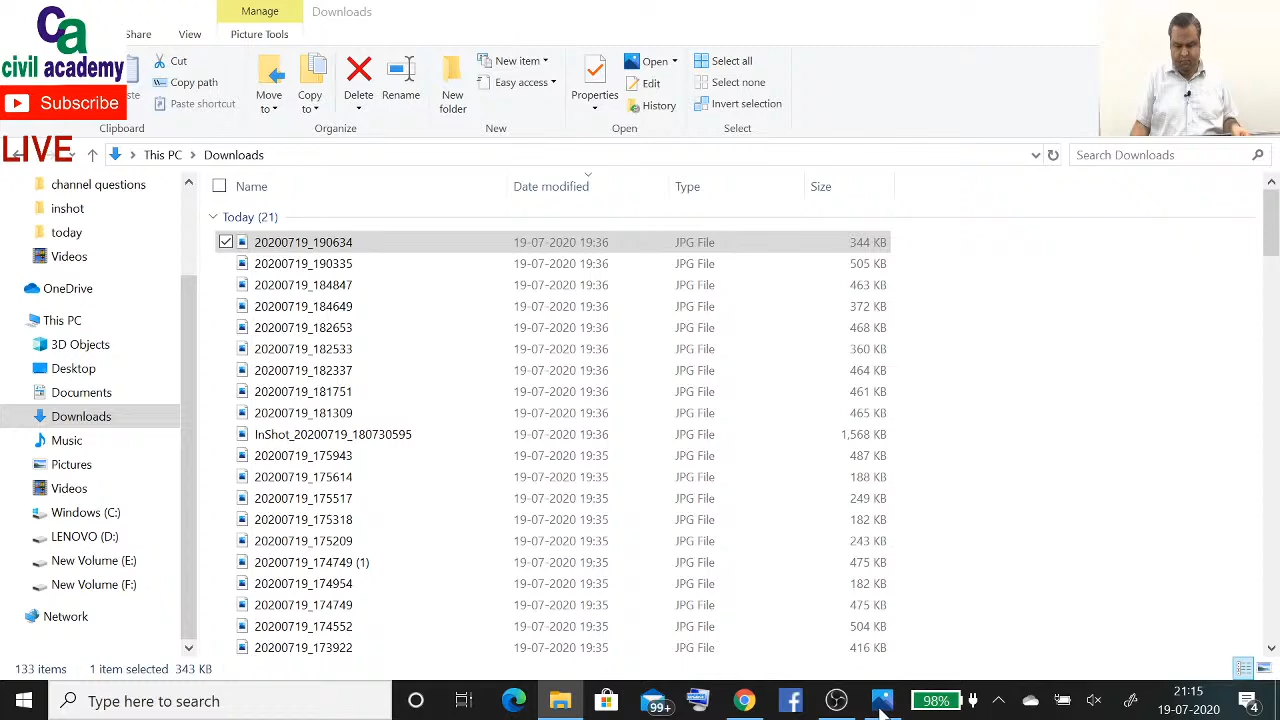 Manage
Downloads
ca
civil academy
Subscribe
LIVE
Share
View
Picture Tools
Cut
Copy path
Paste shortcut
Clipboard
Move to
Copy to
Delete
Rename
Organize
New folder
New item
Easy access
New
Properties
Open
Edit
History
Open
Select all
Select none
Invert selection
Select
This PC
Downloads
Search Downloads
channel questions
inshot
today
Videos
OneDrive
This PC
3D Objects
Desktop
Documents
Downloads
Music
Pictures
Videos
Windows (C:)
LENOVO (D:)
New Volume (E:)
New Volume (F:)
Network
Name Date modified Type Size
Today (21)
20200719_190634 19-07-2020 19:36 JPG File 344 KB
20200719_190335 19-07-2020 19:36 JPG File 505 KB
20200719_184847 19-07-2020 19:36 JPG File 463 KB
20200719_184649 19-07-2020 19:36 JPG File 372 KB
20200719_182653 19-07-2020 19:36 JPG File 468 KB
20200719_182533 19-07-2020 19:36 JPG File 360 KB
20200719_182337 19-07-2020 19:36 JPG File 464 KB
20200719_181751 19-07-2020 19:36 JPG File 461 KB
20200719_181309 19-07-2020 19:36 JPG File 465 KB
InShot_20200719_180730595 19-07-2020 19:36 JPG File 1,568 KB
20200719_175943 19-07-2020 19:35 JPG File 487 KB
20200719_175614 19-07-2020 19:35 JPG File 188 KB
20200719_175517 19-07-2020 19:35 JPG File 249 KB
20200719_175318 19-07-2020 19:35 JPG File 182 KB
20200719_175209 19-07-2020 19:35 JPG File 243 KB
20200719_174749 (1) 19-07-2020 19:35 JPG File 475 KB
20200719_174954 19-07-2020 19:35 JPG File 182 KB
20200719_174749 19-07-2020 19:35 JPG File 475 KB
20200719_174552 19-07-2020 19:35 JPG File 504 KB
20200719_173922 19-07-2020 19:35 JPG File 416 KB
133 items 1 item selected 343 KB
Type here to search
99+
98%
21:15
19-07-2020
4